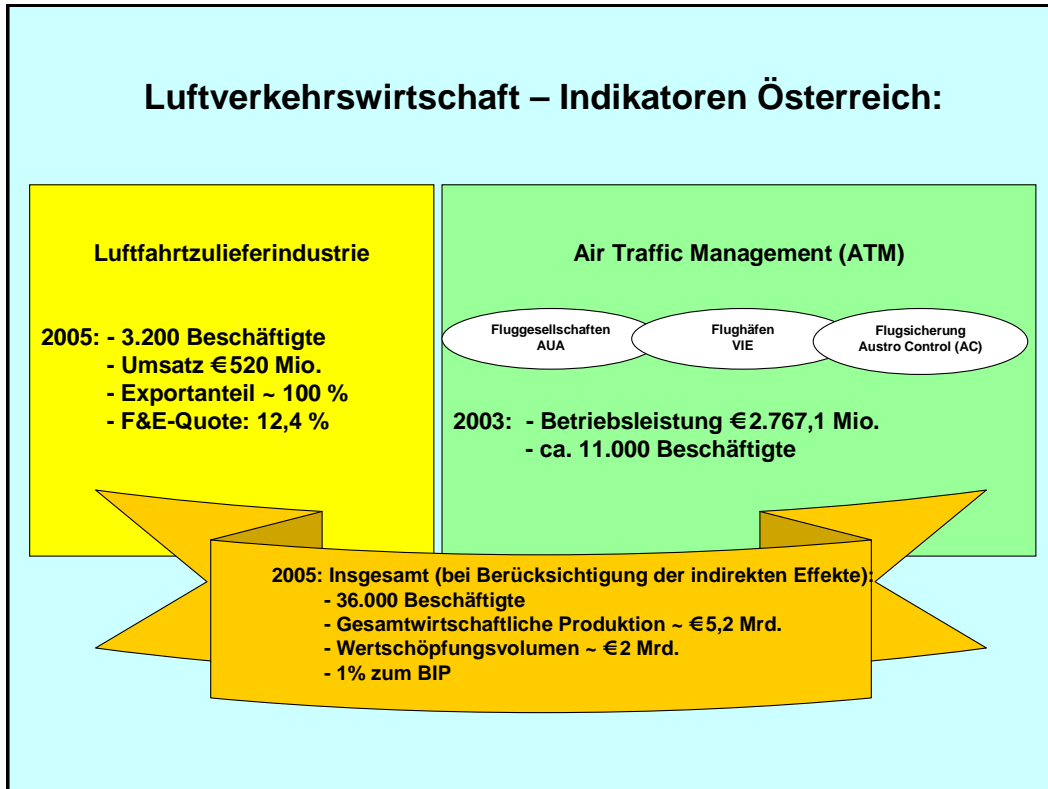 Luftverkehrswirtschaft – Indikatoren Österreich:
Luftfahrtzulieferindustrie
2005: - 3.200 Beschäftigte
- Umsatz €520 Mio.
- Exportanteil ~ 100 %
- F&E-Quote: 12,4 %
Air Traffic Management (ATM)
Fluggesellschaften
AUA
Flughäfen
VIE
Flugsicherung
Austro Control (AC)
2003: - Betriebsleistung €2.767,1 Mio.
- ca. 11.000 Beschäftigte
2005: Insgesamt (bei Berücksichtigung der indirekten Effekte):
- 36.000 Beschäftigte
- Gesamtwirtschaftliche Produktion ~ €5,2 Mrd.
- Wertschöpfungsvolumen ~ €2 Mrd.
- 1% zum BIP